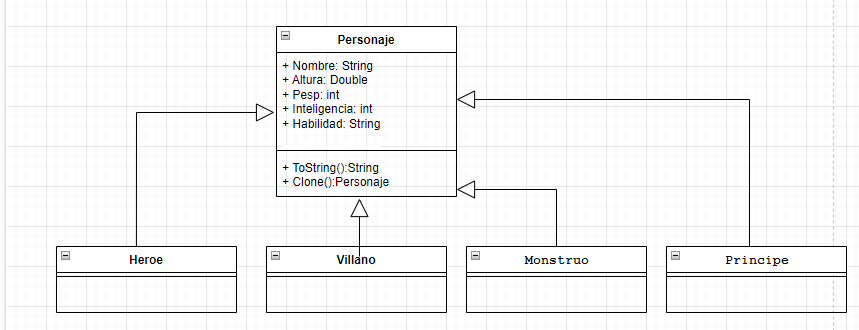 Personaje
+ Nombre: String
+ Altura: Double
+ Pesp: int
+ Inteligencia: int
+ Habilidad: String
+ ToString():String
+ Clone():Personaje
Heroe
Villano
Monstruo
Principe